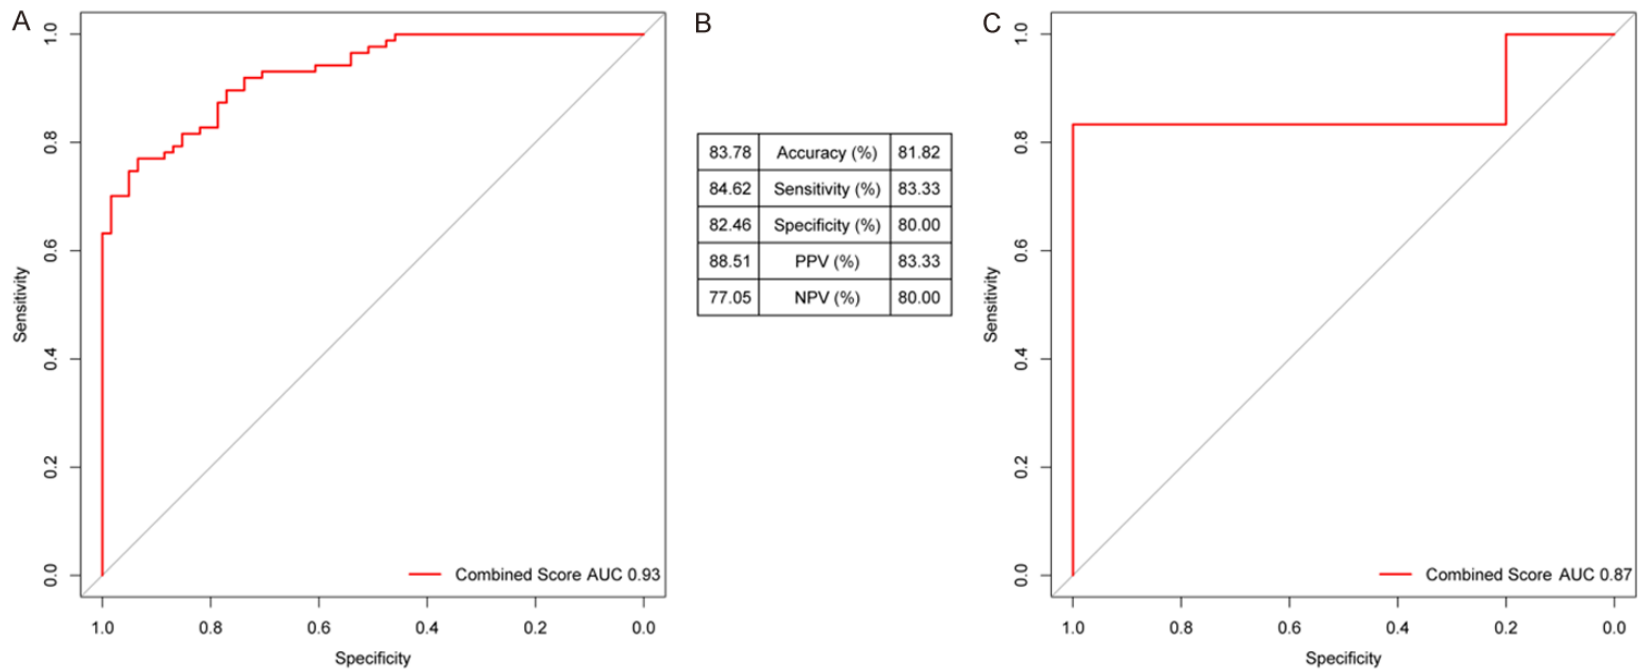 A
1.0
0.8
0.6
0.4
0.2
0.0
Sensitivity
Combined Score AUC 0.93
1.0 0.8 0.6 0.4 0.2 0.0
Specificity
B
83.78 Accuracy (%) 81.82
84.62 Sensitivity (%) 83.33
82.46 Specificity (%) 80.00
88.51 PPV (%) 83.33
77.05 NPV (%) 80.00
C
1.0
0.8
0.6
0.4
0.2
0.0
Sensitivity
Combined Score AUC 0.87
1.0 0.8 0.6 0.4 0.2 0.0
Specificity